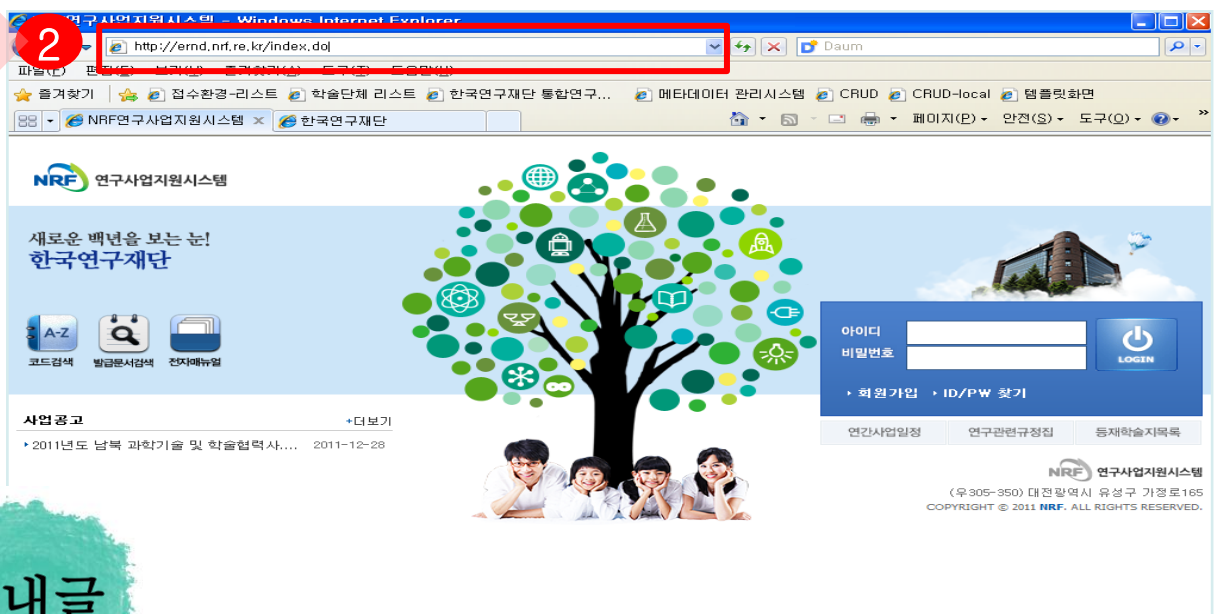 연구사업지원시스템 - Windows Internet Explorer
2
http://ernd.nrf.re.kr/index.do
Daum
즐겨찾기 접수환경-리스트 학술단체 리스트 한국연구재단 통합연구... 메타데이터 관리시스템 CRUD CRUD-local 템플릿화면
NRF연구사업지원시스템 한국연구재단 페이지(P) 안전(S) 도구(O) »
NRF 연구사업지원시스템
새로운 백년을 보는 눈!
한국연구재단
A-Z
코드검색 발급문서검색 전자매뉴얼
아이디
비밀번호
LOGIN
회원가입 ID/PW 찾기
사업공고 +더보기
2011년도 남북 과학기술 및 학술협력사.... 2011-12-28
연간사업일정 연구관련규정집 등재학술지목록
NRF 연구사업지원시스템
(우305-350) 대전광역시 유성구 가정로165
COPYRIGHT © 2011 NRF. ALL RIGHTS RESERVED.
내글